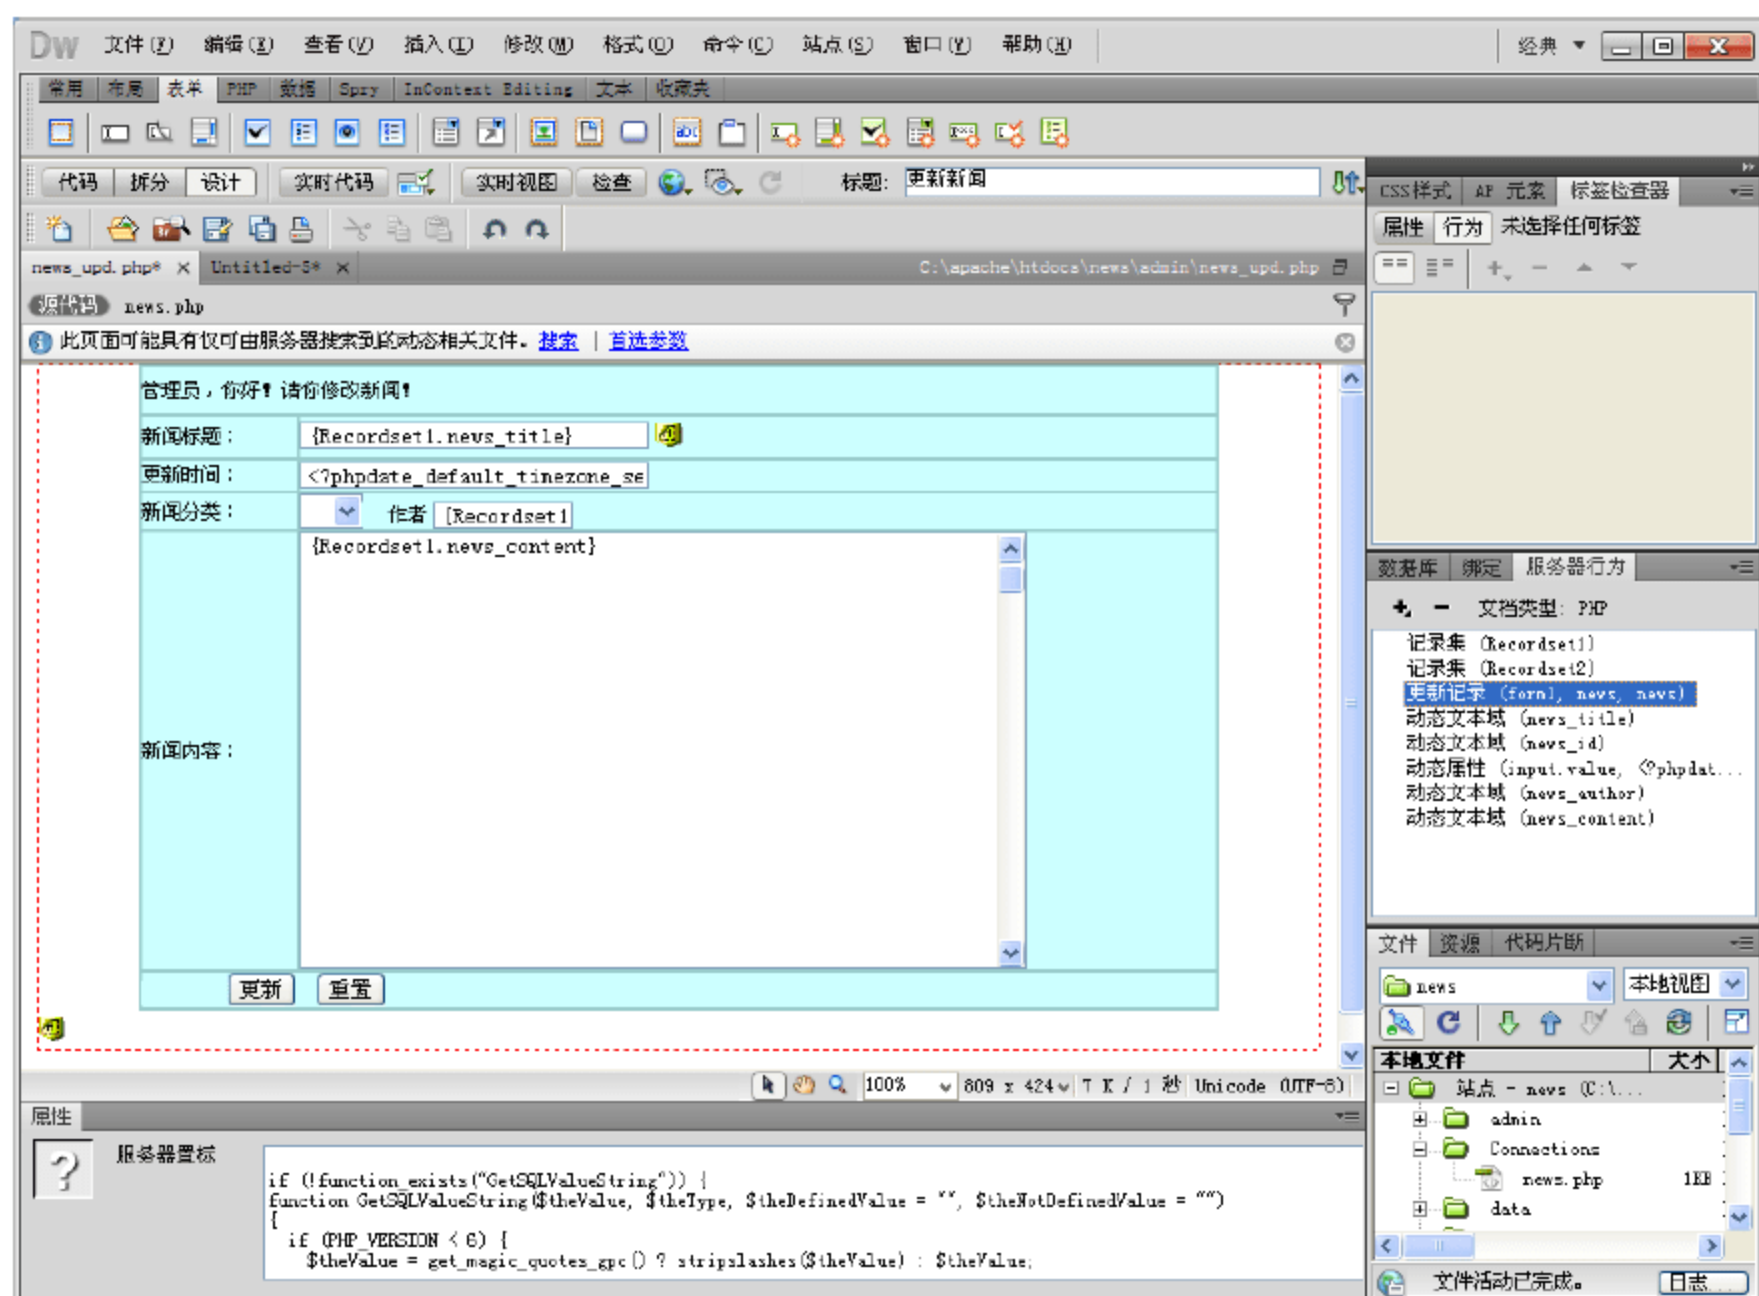 Dw 文件(F) 编辑(E) 查看(V) 插入(I) 修改(M) 格式(O) 命令(C) 站点(S) 窗口(W) 帮助(H) 经典
常用 布局 表单 PHP 数据 Spry InContext Editing 文本 收藏夹
代码 拆分 设计 实时代码 实时视图 检查 标题: 更新新闻
news_upd.php* × Untitled-5* × C:\apache\htdocs\news\admin\news_upd.php
源代码 news.php
此页面可能具有仅可由服务器搜索到的动态相关文件。 搜索 | 首选参数
管理员，你好！请你修改新闻！
新闻标题： {Recordset1.news_title}
更新时间： <?phpdate_default_timezone_se
新闻分类： 作者 {Recordset1
{Recordset1.news_content}
新闻内容：
更新 重置
100% 809 x 424 7 K / 1 秒 Unicode (UTF-8)
属性
服务器置标
if (!function_exists("GetSQLValueString")) {
function GetSQLValueString($theValue, $theType, $theDefinedValue = "", $theNotDefinedValue = "")
{
if (PHP_VERSION < 6) {
$theValue = get_magic_quotes_gpc() ? stripslashes($theValue) : $theValue;
CSS样式 AP 元素 标签检查器
属性 行为 未选择任何标签
数据库 绑定 服务器行为
文档类型: PHP
记录集 (Recordset1)
记录集 (Recordset2)
更新记录 (form1, news, news)
动态文本域 (news_title)
动态文本域 (news_id)
动态属性 (input.value, <?phpdat...
动态文本域 (news_author)
动态文本域 (news_content)
文件 资源 代码片断
news 本地视图
本地文件 大小
站点 - news (C:\...
admin
Connections
news.php 1KB
data
文件活动已完成。 日志...